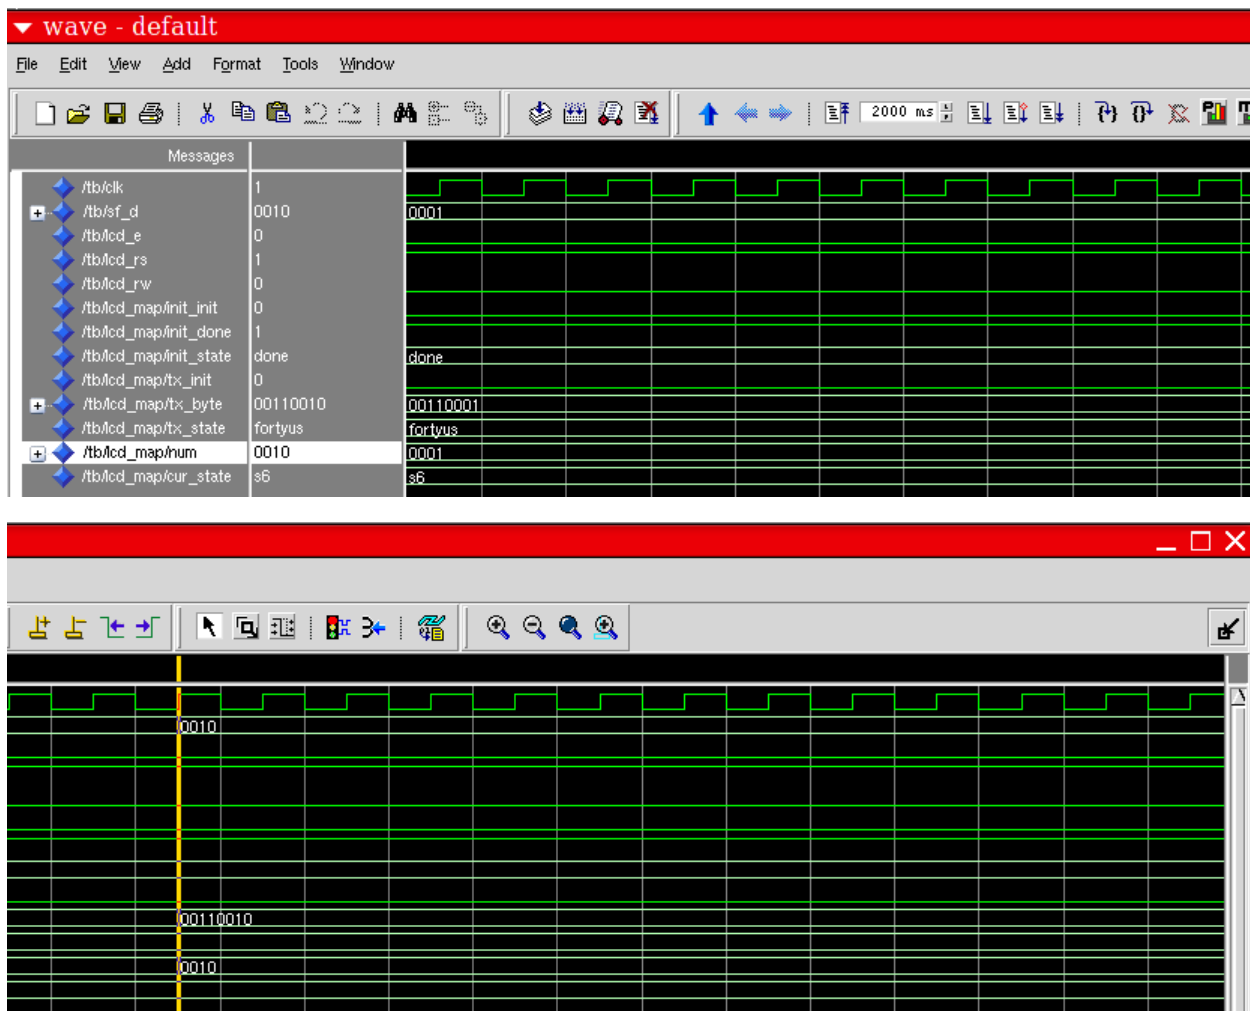 wave - default
File Edit View Add Format Tools Window
2000 ms
Messages
/tb/clk 1
/tb/sf_d 0010 0001
/tb/lcd_e 0
/tb/lcd_rs 1
/tb/lcd_rw 0
/tb/lcd_map/init_init 0
/tb/lcd_map/init_done 1
/tb/lcd_map/init_state done done
/tb/lcd_map/tx_init 0
/tb/lcd_map/tx_byte 00110010 00110001
/tb/lcd_map/tx_state fortyus fortyus
/tb/lcd_map/num 0010 0001
/tb/lcd_map/cur_state s6 s6
0010
00110010
0010